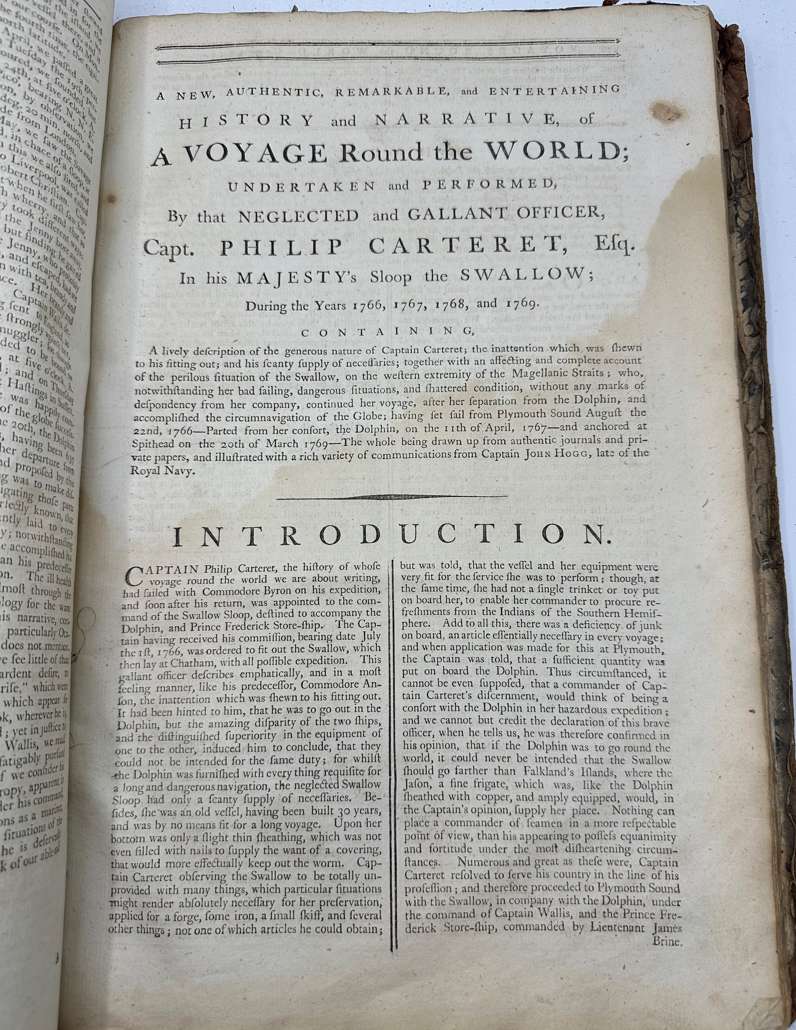 A NEW, AUTHENTIC, REMARKABLE, and ENTERTAINING
HISTORY and NARRATIVE, of
A VOYAGE Round the WORLD;
UNDERTAKEN and PERFORMED,
By that NEGLECTED and GALLANT OFFICER,
Capt. PHILIP CARTERET, Eſq.
In his MAJESTY's Sloop the SWALLOW;
During the Years 1766, 1767, 1768, and 1769.
CONTAINING,
A lively deſcription of the generous nature of Captain Carteret; the inattention which was ſhewn
to his fitting out; and his ſcanty ſupply of neceſſaries; together with an affecting and complete account
of the perilous ſituation of the Swallow, on the weſtern extremity of the Magellanic Straits; who,
notwithſtanding her bad ſailing, dangerous ſituations, and ſhattered condition, without any marks of
deſpondency from her company, continued her voyage, after her ſeparation from the Dolphin, and
accompliſhed the circumnavigation of the Globe; having ſet ſail from Plymouth Sound Auguſt the
22nd, 1766—Parted from her conſort, the Dolphin, on the 11th of April, 1767—and anchored at
Spithead on the 20th of March 1769—The whole being drawn up from authentic journals and pri-
vate papers, and illuſtrated with a rich variety of communications from Captain JOHN HOGG, late of the
Royal Navy.
INTRODUCTION.
CAPTAIN Philip Carteret, the hiſtory of whoſe
voyage round the world we are about writing,
had ſailed with Commodore Byron on his expedition,
and ſoon after his return, was appointed to the com-
mand of the Swallow Sloop, deſtined to accompany the
Dolphin, and Prince Frederick Store-ſhip. The Cap-
tain having received his commiſſion, bearing date July
the 1ſt, 1766, was ordered to fit out the Swallow, which
then lay at Chatham, with all poſſible expedition. This
gallant officer deſcribes emphatically, and in a moſt
feeling manner, like his predeceſſor, Commodore An-
ſon, the inattention which was ſhewn to his fitting out.
It had been hinted to him, that he was to go out in the
Dolphin, but the amazing diſparity of the two ſhips,
and the diſtinguiſhed ſuperiority in the equipment of
one to the other, induced him to conclude, that they
could not be intended for the ſame duty; for whilſt
the Dolphin was furniſhed with every thing requiſite for
a long and dangerous navigation, the neglected Swallow
Sloop had only a ſcanty ſupply of neceſſaries. Be-
ſides, ſhe was an old veſſel, having been built 30 years,
and was by no means fit for a long voyage. Upon her
bottom was only a ſlight thin ſheathing, which was not
even filled with nails to ſupply the want of a covering,
that would more effectually keep out the worm. Cap-
tain Carteret obſerving the Swallow to be totally un-
provided with many things, which particular ſituations
might render abſolutely neceſſary for her preſervation,
applied for a forge, ſome iron, a ſmall ſkiff, and ſeveral
other things; not one of which articles he could obtain;
but was told, that the veſſel and her equipment were
very fit for the ſervice ſhe was to perform; though, at
the ſame time, ſhe had not a ſingle trinket or toy put
on board her, to enable her commander to procure re-
freſhments from the Indians of the Southern Hemiſ-
phere. Add to all this, there was a deficiency of junk
on board, an article eſſentially neceſſary in every voyage;
and when application was made for this at Plymouth,
the Captain was told, that a ſufficient quantity was
put on board the Dolphin. Thus circumſtanced, it
cannot be even ſuppoſed, that a commander of Cap-
tain Carteret's diſcernment, would think of being a
conſort with the Dolphin in her hazardous expedition;
and we cannot but credit the declaration of this brave
officer, when he tells us, he was therefore confirmed in
his opinion, that if the Dolphin was to go round the
world, it could never be intended that the Swallow
ſhould go farther than Falkland's Iſlands, where the
Jaſon, a fine frigate, which was, like the Dolphin
ſheathed with copper, and amply equipped, would, in
the Captain's opinion, ſupply her place. Nothing can
place a commander of ſeamen in a more reſpectable
point of view, than his appearing to poſſeſs equanimity
and fortitude under the moſt diſheartening circum-
ſtances. Numerous and great as theſe were, Captain
Carteret reſolved to ſerve his country in the line of his
profeſſion; and therefore proceeded to Plymouth Sound
with the Swallow, in company with the Dolphin, under
the command of Captain Wallis, and the Prince Fre-
derick Store-ſhip, commanded by Lieutenant James
Brine.